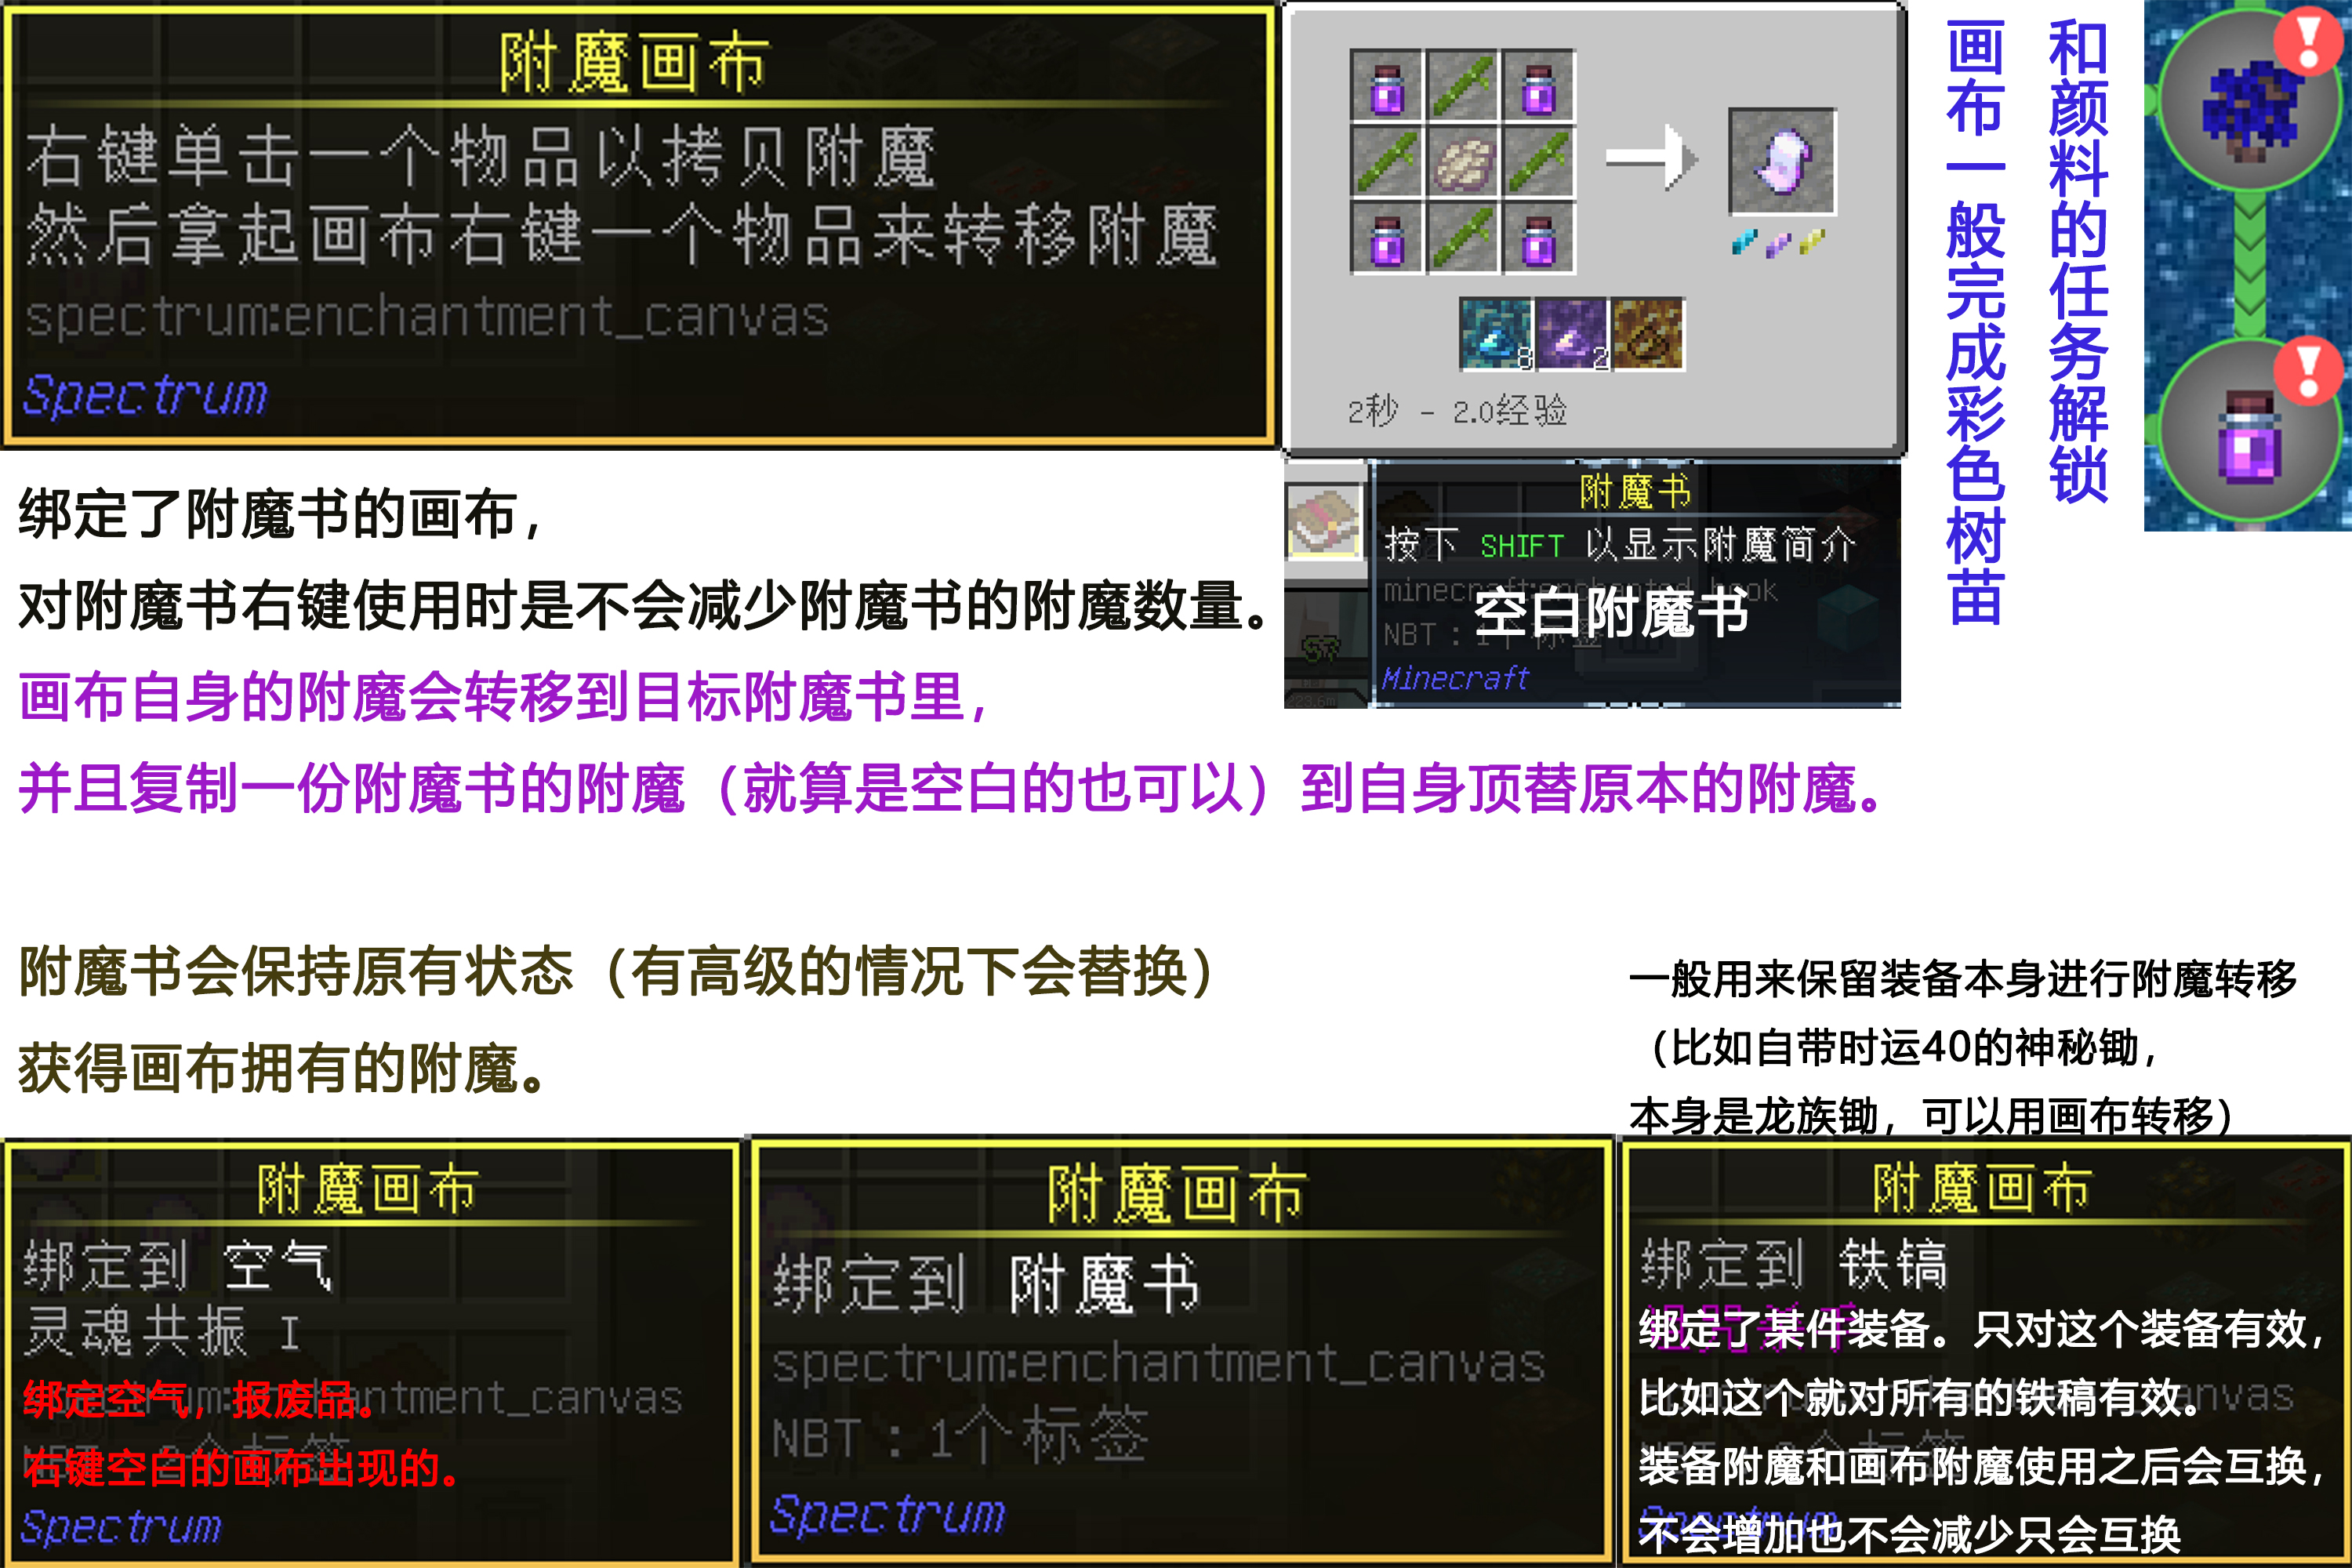 附魔画布
右键单击一个物品以拷贝附魔
然后拿起画布右键一个物品来转移附魔
spectrum:enchantment_canvas
Spectrum
8
2
2秒 - 2.0经验
画布一般完成彩色树苗
和颜料的任务解锁
附魔书
按下 SHIFT 以显示附魔简介
minecraft:enchanted_book
空白附魔书
NBT : 1个标签
Minecraft
绑定了附魔书的画布，
对附魔书右键使用时是不会减少附魔书的附魔数量。
画布自身的附魔会转移到目标附魔书里，
并且复制一份附魔书的附魔（就算是空白的也可以）到自身顶替原本的附魔。
附魔书会保持原有状态（有高级的情况下会替换）
获得画布拥有的附魔。
一般用来保留装备本身进行附魔转移
（比如自带时运40的神秘锄，
本身是龙族锄，可以用画布转移）
附魔画布
绑定到 空气
灵魂共振 I
spectrum:enchantment_canvas
绑定空气，报废品。
右键空白的画布出现的。
Spectrum
附魔画布
绑定到 附魔书
spectrum:enchantment_canvas
NBT : 1个标签
Spectrum
附魔画布
绑定到 铁镐
绑定了某件装备。只对这个装备有效，
比如这个就对所有的铁稿有效。
装备附魔和画布附魔使用之后会互换，
不会增加也不会减少只会互换
Spectrum